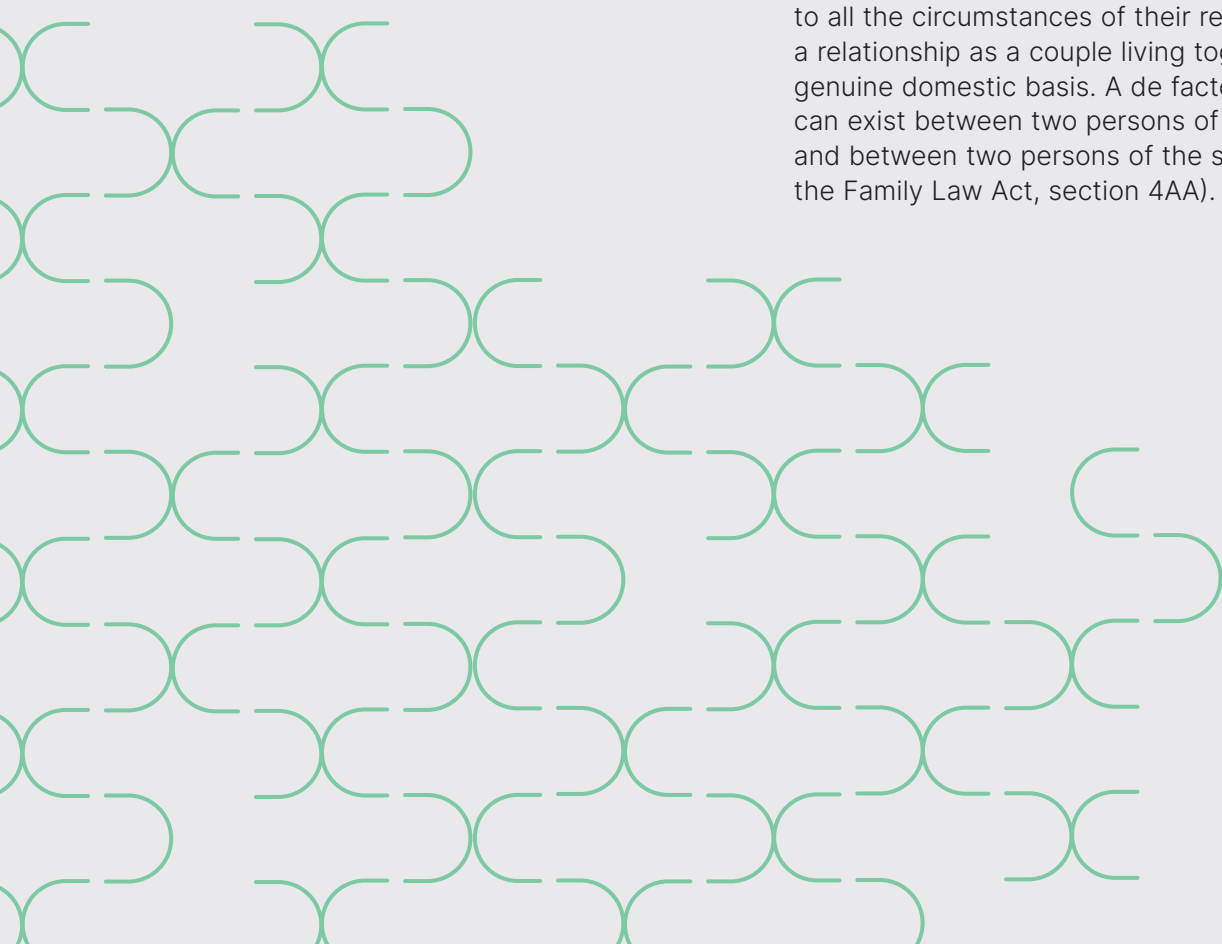 to all the circumstances of their re
a relationship as a couple living tog
genuine domestic basis. A de facto
can exist between two persons of
and between two persons of the s
the Family Law Act, section 4AA).